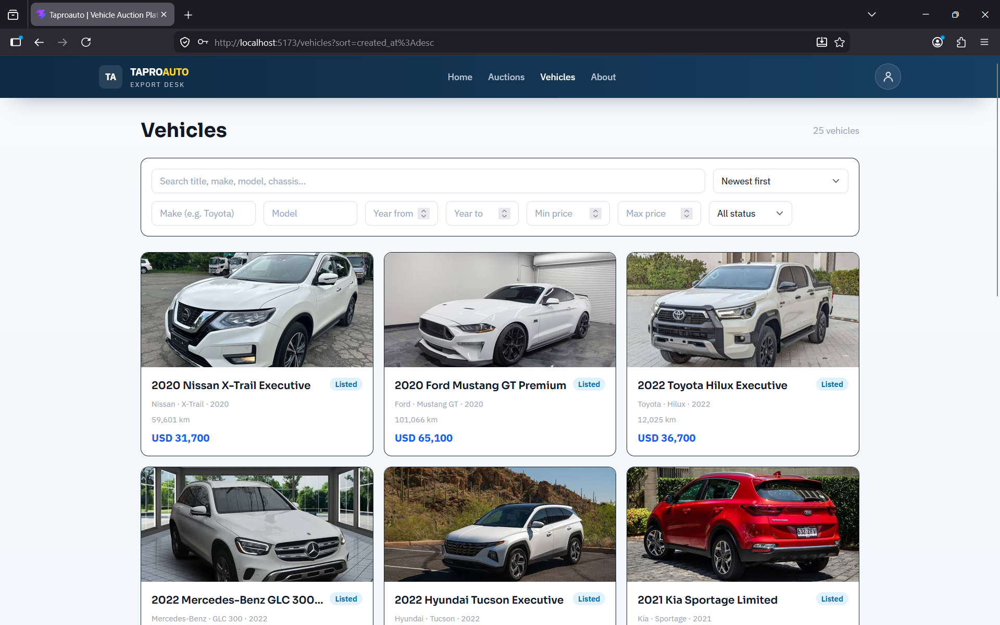 Taproauto | Vehicle Auction Plat
http://localhost:5173/vehicles?sort=created_at%3Adesc
TA
TAPROAUTO
EXPORT DESK
Home
Auctions
Vehicles
About
Vehicles
25 vehicles
Search title, make, model, chassis...
Newest first
Make (e.g. Toyota)
Model
Year from
Year to
Min price
Max price
All status
2020 Nissan X-Trail Executive
Listed
Nissan · X-Trail · 2020
59,601 km
USD 31,700
2020 Ford Mustang GT Premium
Listed
Ford · Mustang GT · 2020
101,066 km
USD 65,100
2022 Toyota Hilux Executive
Listed
Toyota · Hilux · 2022
12,025 km
USD 36,700
2022 Mercedes-Benz GLC 300...
Listed
Mercedes-Benz · GLC 300 · 2022
2022 Hyundai Tucson Executive
Listed
Hyundai · Tucson · 2022
SPORTAGE
632 ZFV
2021 Kia Sportage Limited
Listed
Kia · Sportage · 2021